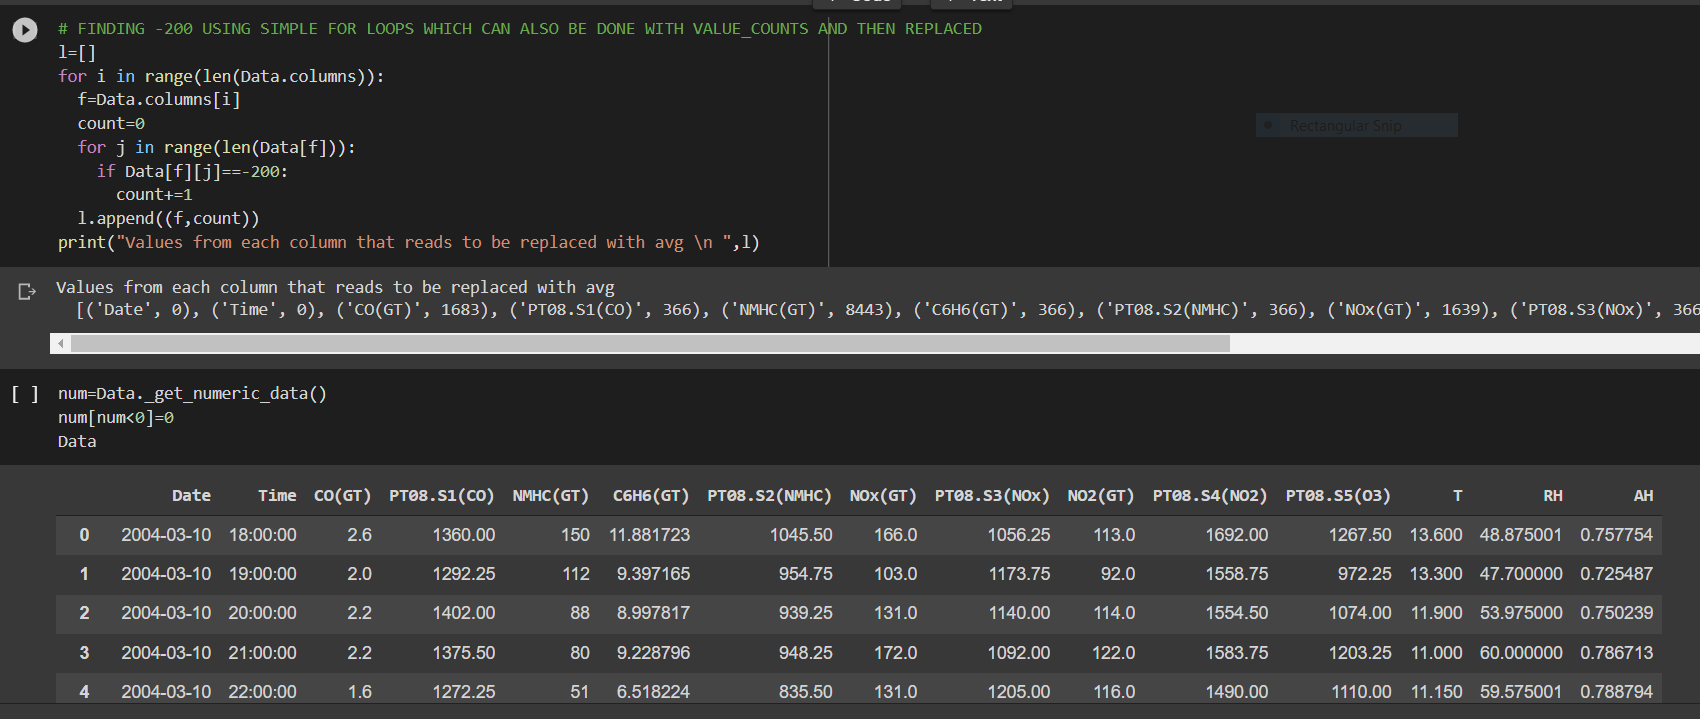 # FINDING -200 USING SIMPLE FOR LOOPS WHICH CAN ALSO BE DONE WITH VALUE_COUNTS AND THEN REPLACED
l=[]
for i in range(len(Data.columns)):
  f=Data.columns[i]
  count=0
  for j in range(len(Data[f])):
    if Data[f][j]==-200:
      count+=1
  l.append((f,count))
print("Values from each column that reads to be replaced with avg \n ",l)
Rectangular Snip
Values from each column that reads to be replaced with avg
  [('Date', 0), ('Time', 0), ('CO(GT)', 1683), ('PT08.S1(CO)', 366), ('NMHC(GT)', 8443), ('C6H6(GT)', 366), ('PT08.S2(NMHC)', 366), ('NOx(GT)', 1639), ('PT08.S3(NOx)', 366
[ ] num=Data._get_numeric_data()
num[num<0]=0
Data
Date Time CO(GT) PT08.S1(CO) NMHC(GT) C6H6(GT) PT08.S2(NMHC) NOx(GT) PT08.S3(NOx) NO2(GT) PT08.S4(NO2) PT08.S5(O3) T RH AH
0 2004-03-10 18:00:00 2.6 1360.00 150 11.881723 1045.50 166.0 1056.25 113.0 1692.00 1267.50 13.600 48.875001 0.757754
1 2004-03-10 19:00:00 2.0 1292.25 112 9.397165 954.75 103.0 1173.75 92.0 1558.75 972.25 13.300 47.700000 0.725487
2 2004-03-10 20:00:00 2.2 1402.00 88 8.997817 939.25 131.0 1140.00 114.0 1554.50 1074.00 11.900 53.975000 0.750239
3 2004-03-10 21:00:00 2.2 1375.50 80 9.228796 948.25 172.0 1092.00 122.0 1583.75 1203.25 11.000 60.000000 0.786713
4 2004-03-10 22:00:00 1.6 1272.25 51 6.518224 835.50 131.0 1205.00 116.0 1490.00 1110.00 11.150 59.575001 0.788794